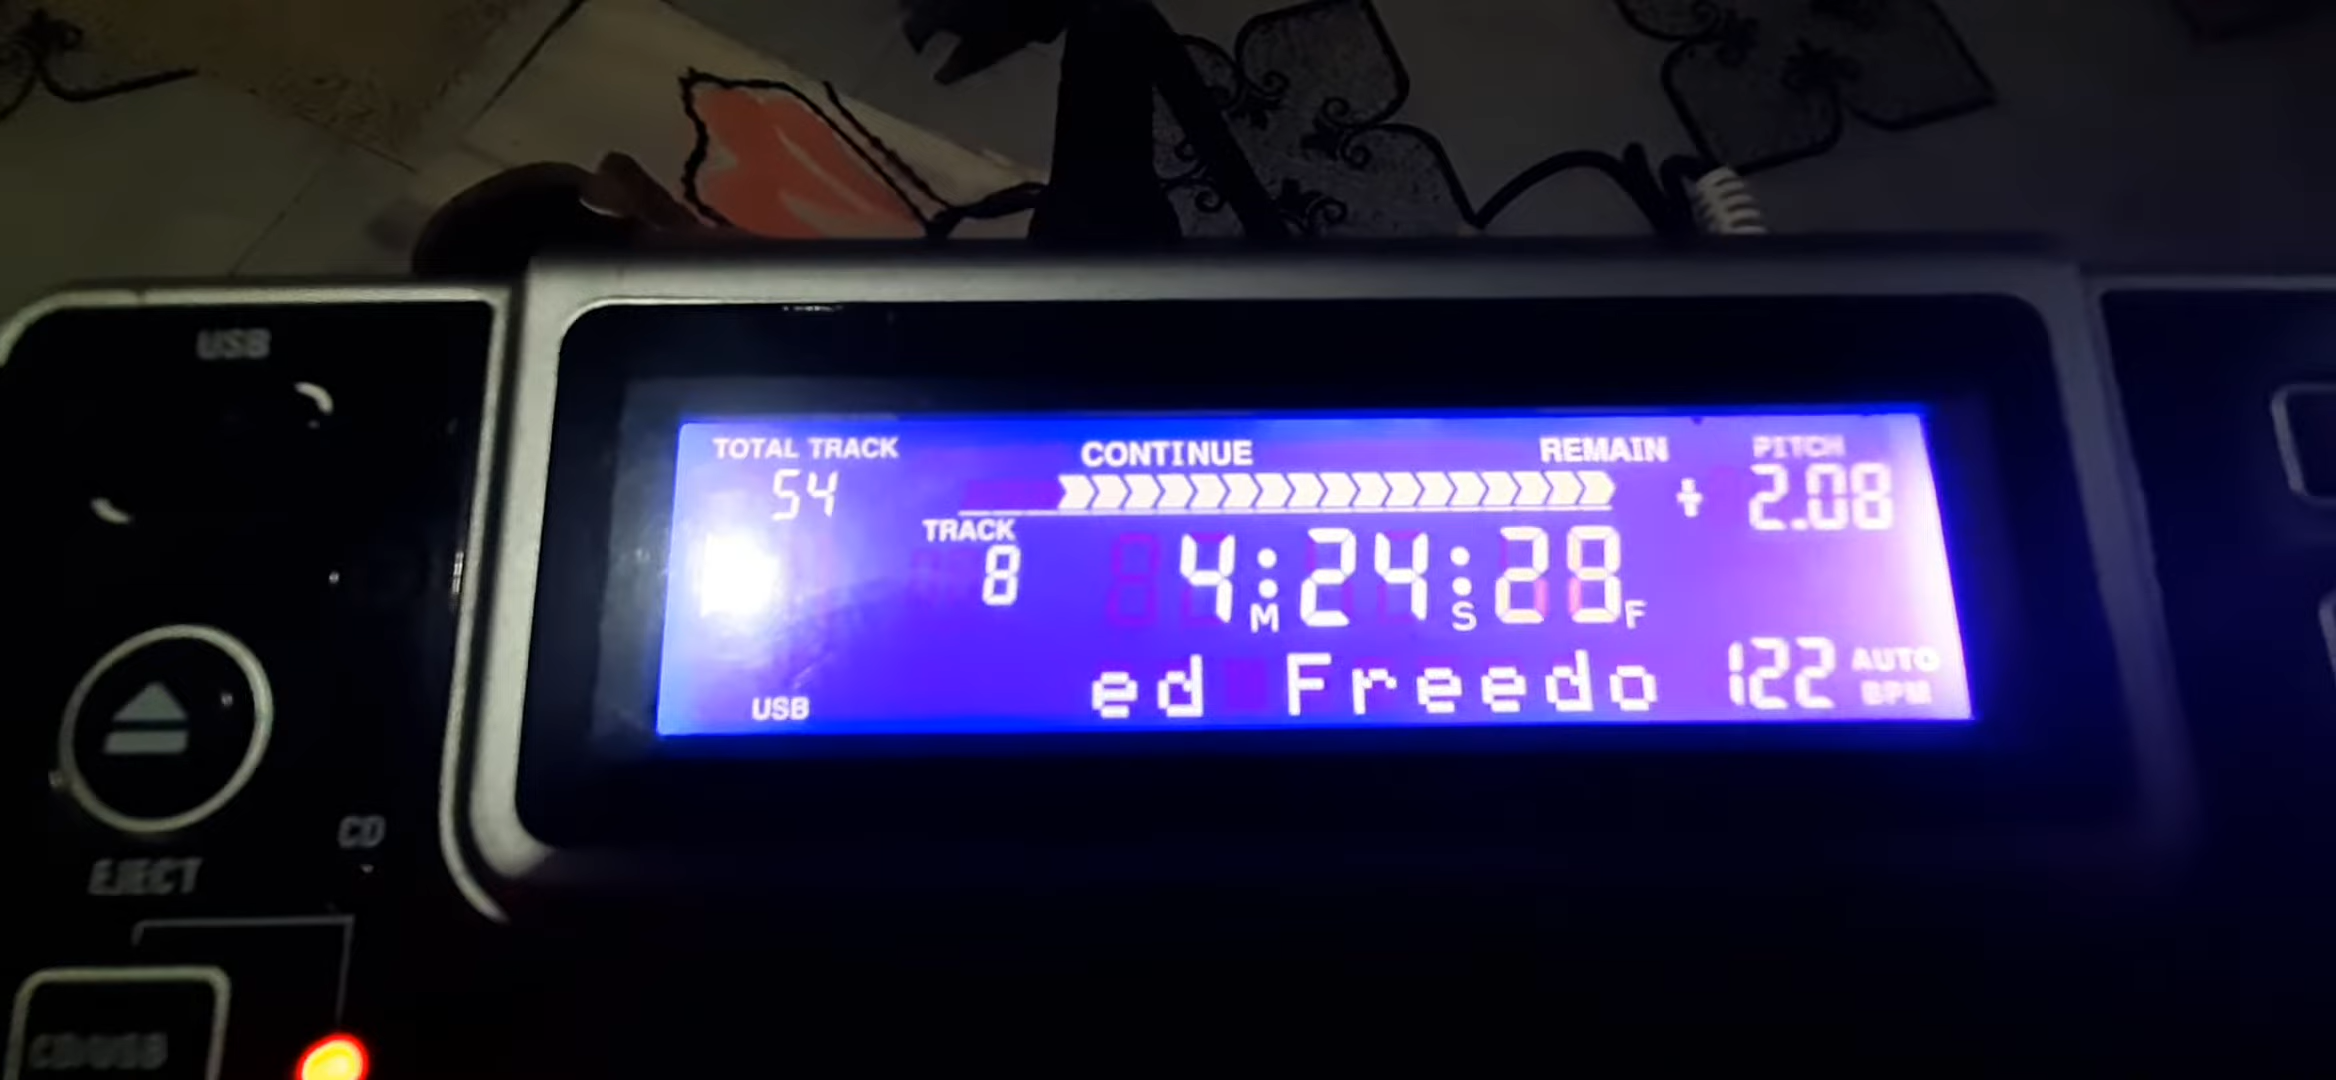 USB
TOTAL TRACK CONTINUE REMAIN PITCH
54 + 2.08
TRACK
8 4:24:29
M S F
ed Freedo 122 AUTO BPM
USB
CD
EJECT
CD/USB